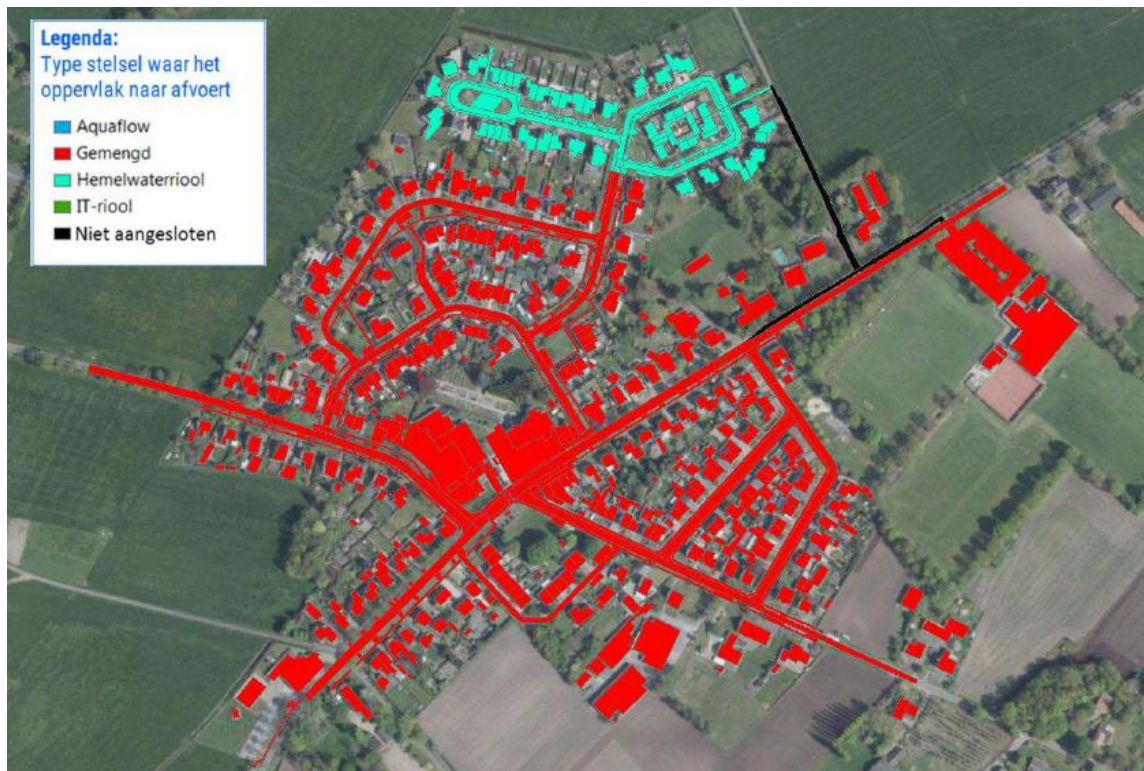 Legenda:
Type stelsel waar het
oppervlak naar afvoert
Aquaflow
Gemengd
Hemelwaterriool
IT-riool
Niet aangesloten